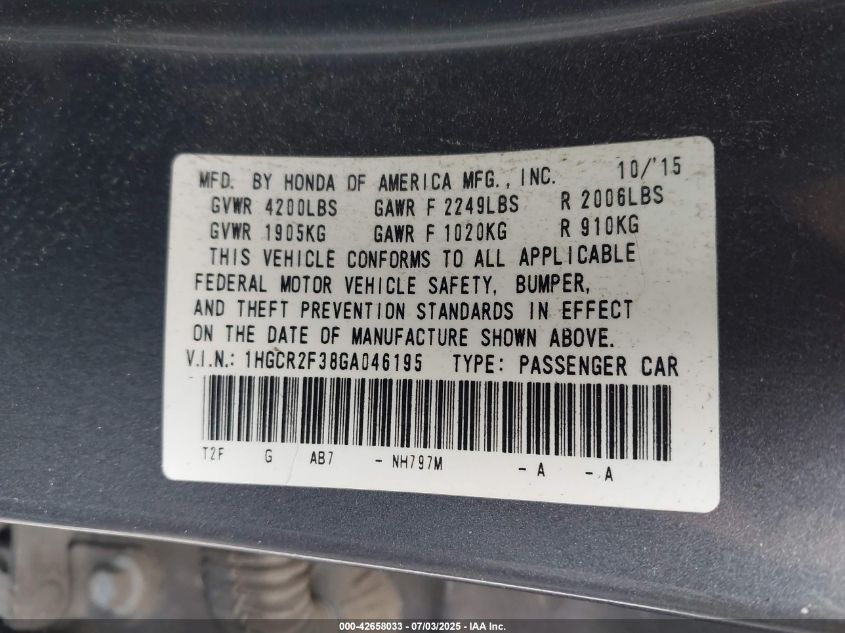 MFD. BY HONDA OF AMERICA MFG., INC. 10/'15
GVWR 4200LBS GAWR F 2249LBS R 2006LBS
GVWR 1905KG GAWR F 1020KG R 910KG
THIS VEHICLE CONFORMS TO ALL APPLICABLE
FEDERAL MOTOR VEHICLE SAFETY, BUMPER,
AND THEFT PREVENTION STANDARDS IN EFFECT
ON THE DATE OF MANUFACTURE SHOWN ABOVE.
V.I.N.: 1HGCR2F38GA046195 TYPE: PASSENGER CAR
T2F G AB7 - NH797M - A - A
000-42658033 - 07/03/2025 - IAA Inc.